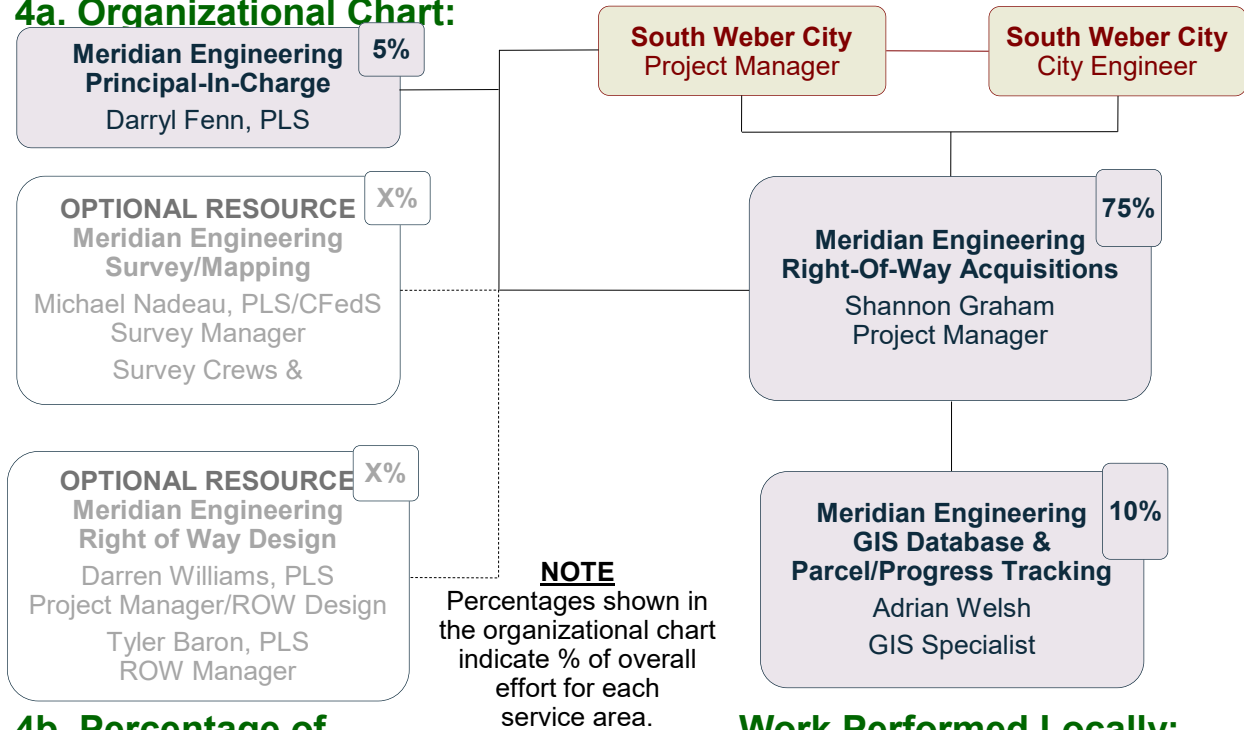 4a. Organizational Chart:
Meridian Engineering
Principal-In-Charge
Darryl Fenn, PLS
5%
South Weber City
Project Manager
South Weber City
City Engineer
OPTIONAL RESOURCE
Meridian Engineering
Survey/Mapping
Michael Nadeau, PLS/CFedS
Survey Manager
Survey Crews &
X%
75%
Meridian Engineering
Right-Of-Way Acquisitions
Shannon Graham
Project Manager
OPTIONAL RESOURCE
Meridian Engineering
Right of Way Design
Darren Williams, PLS
Project Manager/ROW Design
Tyler Baron, PLS
ROW Manager
X%
NOTE
Percentages shown in
the organizational chart
indicate % of overall
effort for each
service area.
Meridian Engineering
GIS Database &
Parcel/Progress Tracking
Adrian Welsh
GIS Specialist
10%
4b. Percentage of
Work Performed Locally: